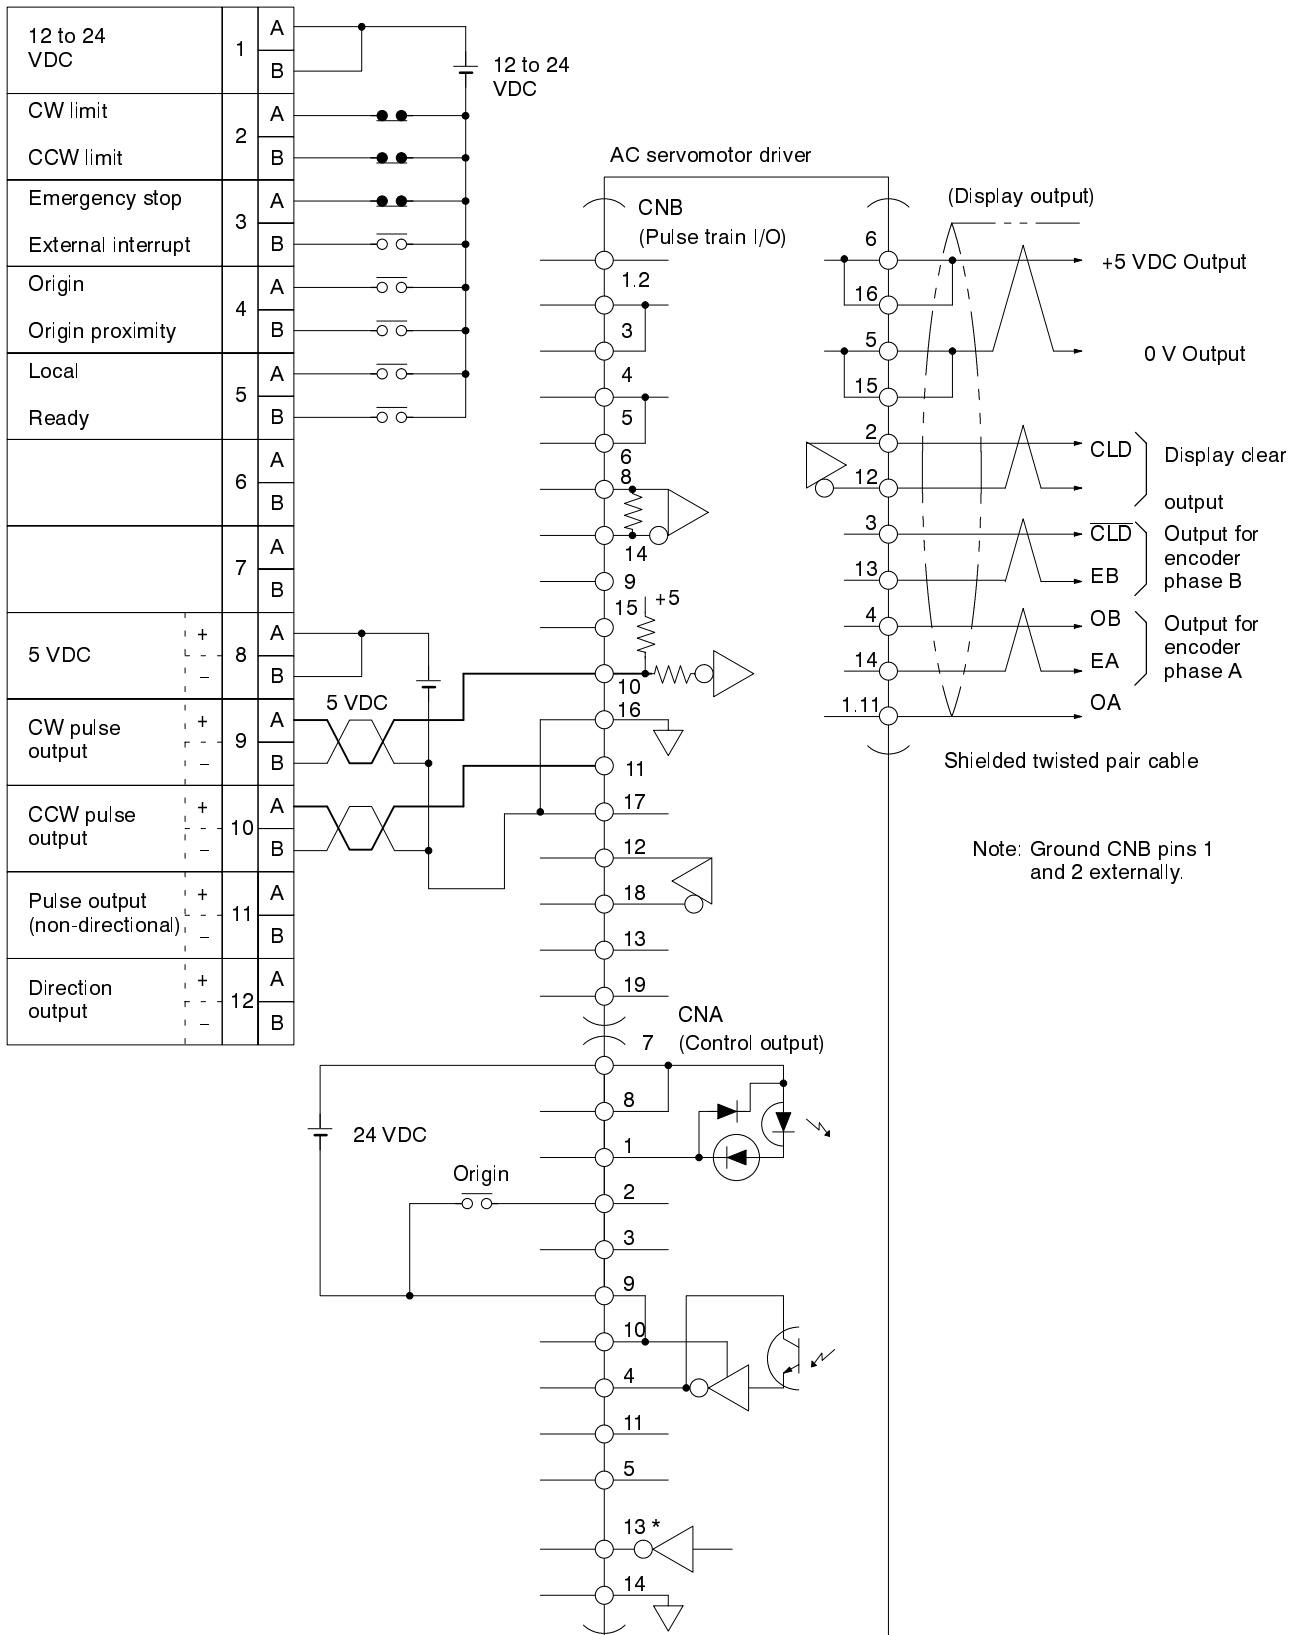 12 to 24
VDC
1
A
B
12 to 24
VDC
CW limit
CCW limit
2
A
B
Emergency stop
External interrupt
3
A
B
Origin
Origin proximity
4
A
B
Local
Ready
5
A
B
6
A
B
7
A
B
5 VDC
+
–
8
A
B
5 VDC
CW pulse
output
+
–
9
A
B
CCW pulse
output
+
–
10
A
B
Pulse output
(non-directional)
+
–
11
A
B
Direction
output
+
–
12
A
B
AC servomotor driver
CNB
(Pulse train I/O)
1.2
3
4
5
6
8
14
9
15
+5
10
16
11
17
12
18
13
19
CNA
(Control output)
7
8
24 VDC
1
Origin
2
3
9
10
4
11
5
13 *
14
(Display output)
6
+5 VDC Output
16
5
0 V Output
15
2
CLD
Display clear
12
output
3
CLD
Output for
encoder
phase B
13
EB
4
OB
Output for
encoder
phase A
14
EA
1.11
OA
Shielded twisted pair cable
Note: Ground CNB pins 1
and 2 externally.